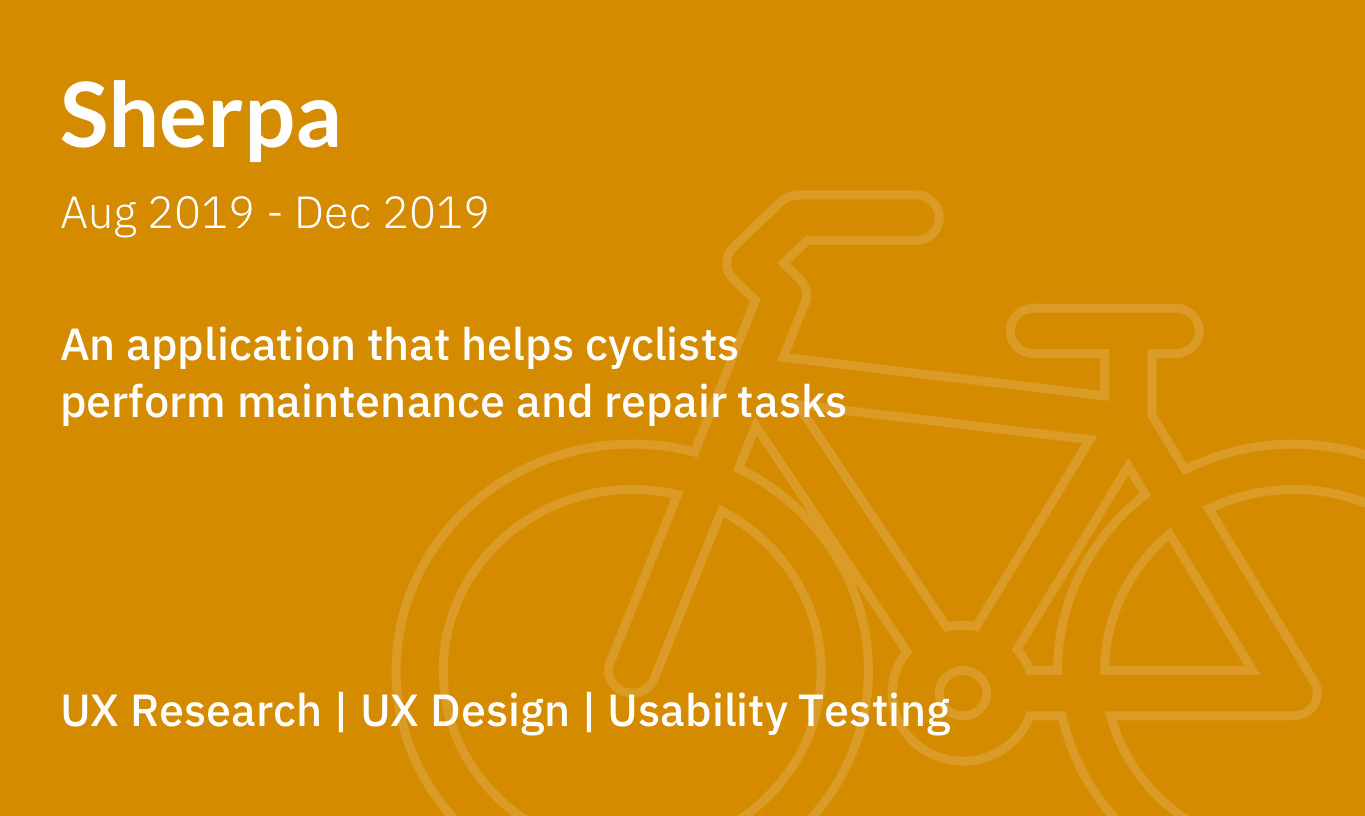 Sherpa
Aug 2019 - Dec 2019
An application that helps cyclists
perform maintenance and repair tasks
UX Research | UX Design | Usability Testing